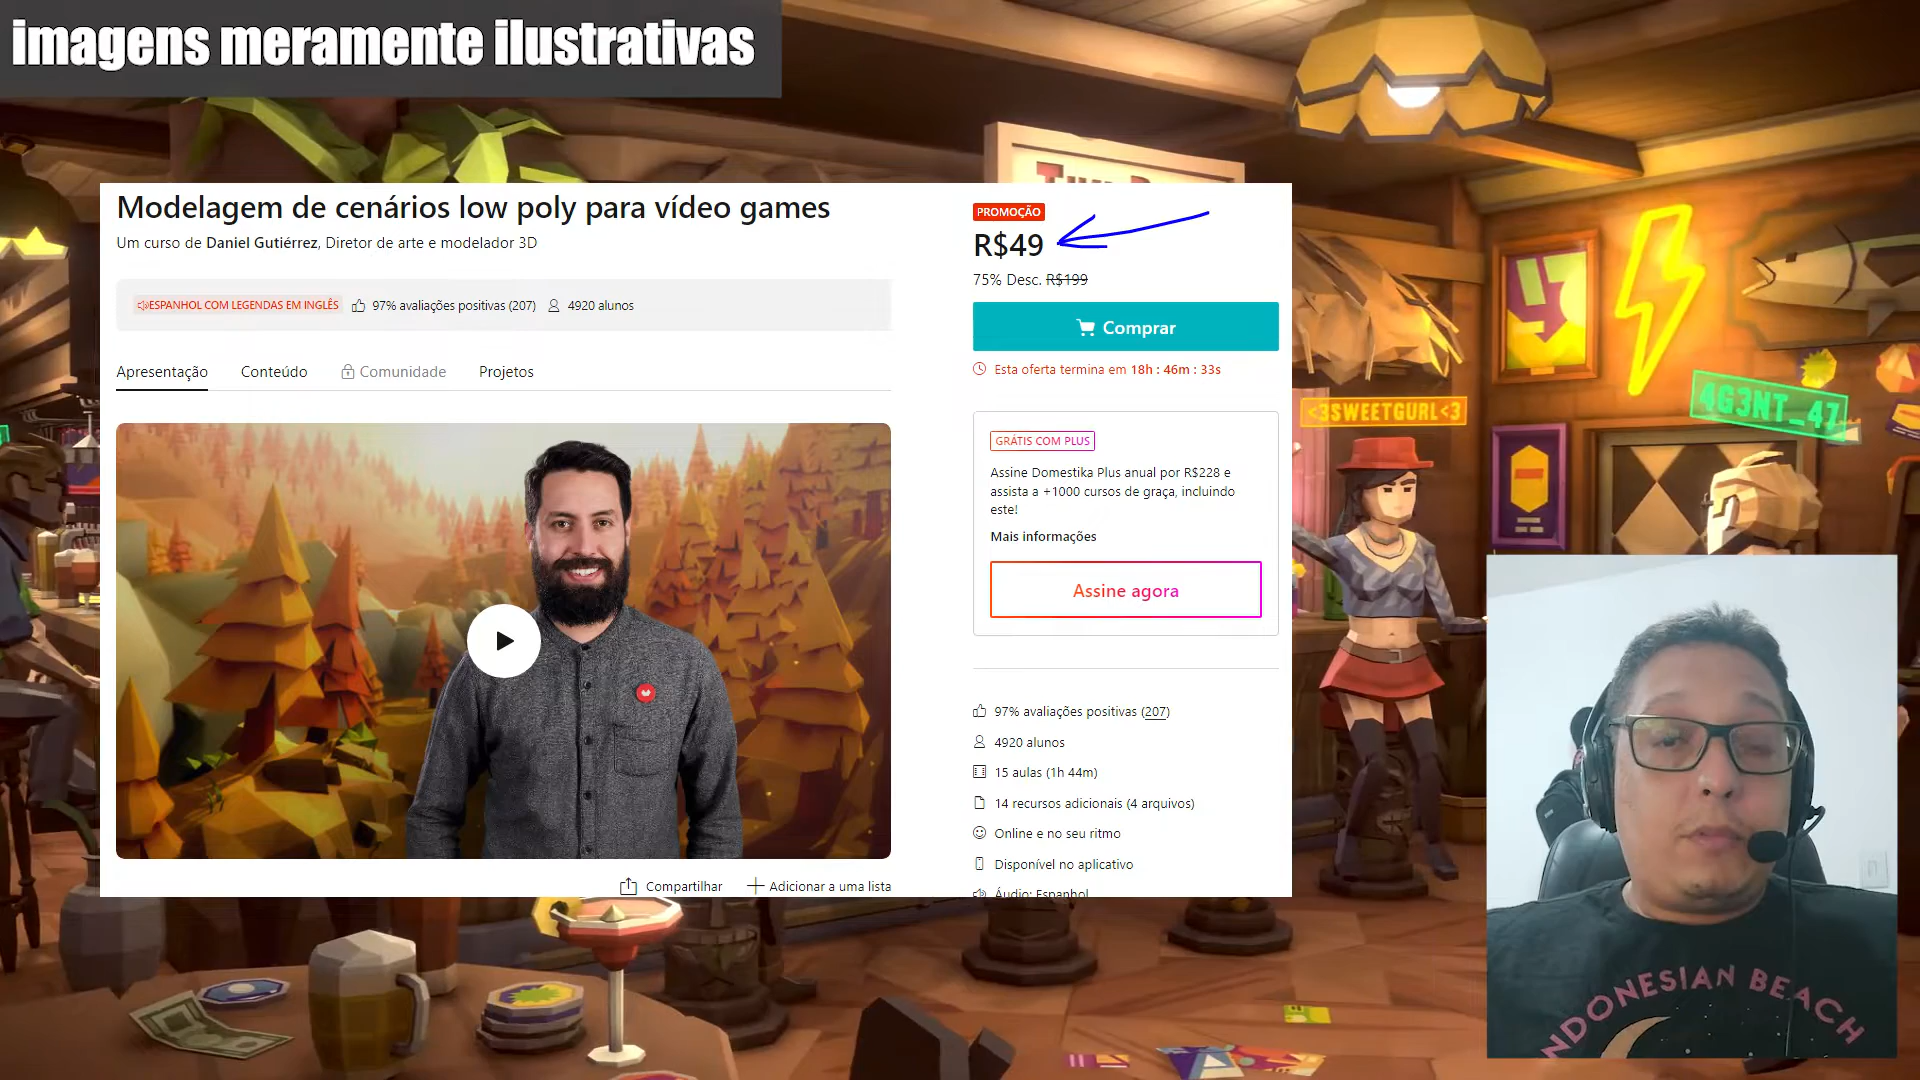 imagens meramente ilustrativas
Modelagem de cenários low poly para vídeo games
Um curso de Daniel Gutiérrez, Diretor de arte e modelador 3D
ESPANHOL COM LEGENDAS EM INGLÊS
97% avaliações positivas (207)
4920 alunos
Apresentação
Conteúdo
Comunidade
Projetos
Compartilhar
Adicionar a uma lista
PROMOÇÃO
R$49
75% Desc. R$199
Comprar
Esta oferta termina em 18h : 46m : 33s
GRÁTIS COM PLUS
Assine Domestika Plus anual por R$228 e
assista a +1000 cursos de graça, incluindo
este!
Mais informações
Assine agora
97% avaliações positivas (207)
4920 alunos
15 aulas (1h 44m)
14 recursos adicionais (4 arquivos)
Online e no seu ritmo
Disponível no aplicativo
Áudio: Espanhol
<3SWEETGURL<3
4G3NT_47
NDONESIAN BEACH